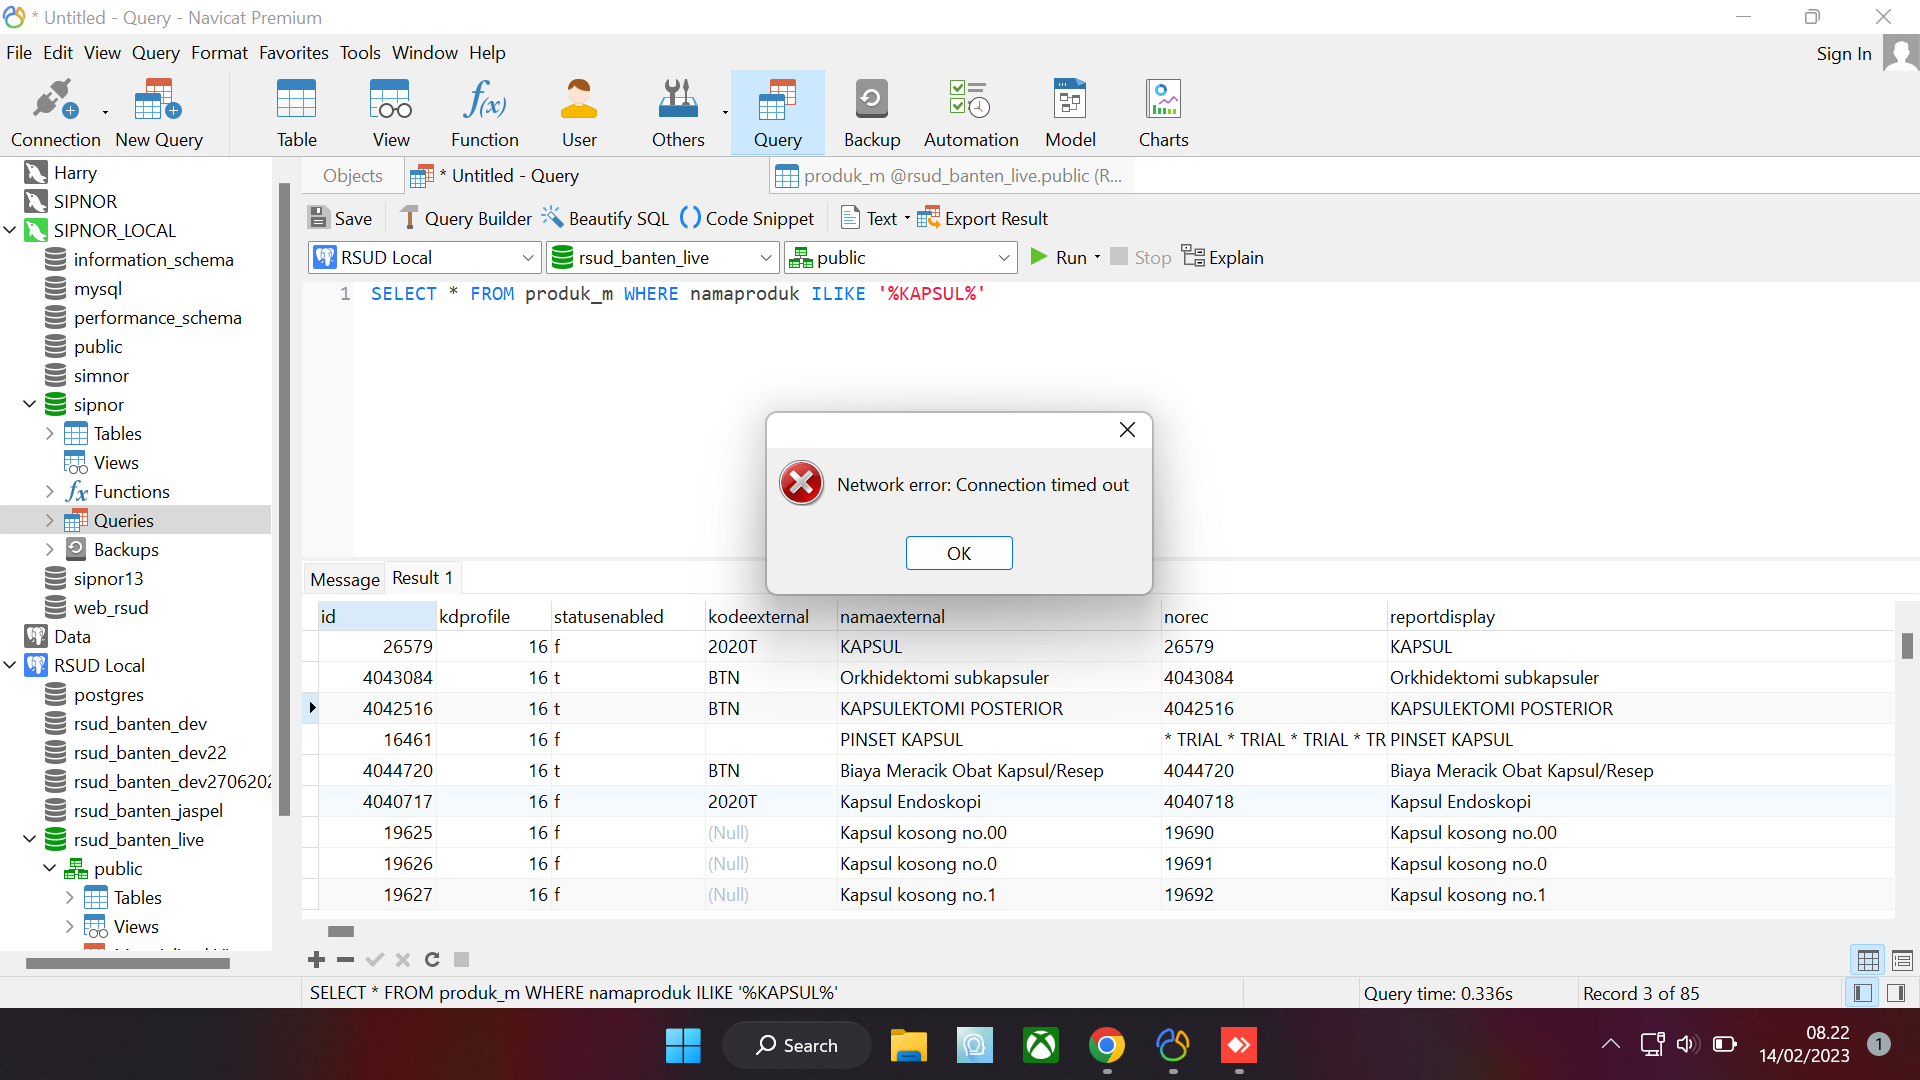 * Untitled - Query - Navicat Premium
File Edit View Query Format Favorites Tools Window Help
Sign In
Connection New Query Table View Function User Others Query Backup Automation Model Charts
Harry
SIPNOR
SIPNOR_LOCAL
information_schema
mysql
performance_schema
public
simnor
sipnor
Tables
Views
Functions
Queries
Backups
sipnor13
web_rsud
Data
RSUD Local
postgres
rsud_banten_dev
rsud_banten_dev22
rsud_banten_dev2706202
rsud_banten_jaspel
rsud_banten_live
public
Tables
Views
Objects * Untitled - Query produk_m @rsud_banten_live.public (R...
Save Query Builder Beautify SQL Code Snippet Text Export Result
RSUD Local rsud_banten_live public Run Stop Explain
1 SELECT * FROM produk_m WHERE namaproduk ILIKE '%KAPSUL%'
Network error: Connection timed out
OK
Message Result 1
id kdprofile statusenabled kodeexternal namaexternal norec reportdisplay
26579 16 f 2020T KAPSUL 26579 KAPSUL
4043084 16 t BTN Orkhidektomi subkapsuler 4043084 Orkhidektomi subkapsuler
4042516 16 t BTN KAPSULEKTOMI POSTERIOR 4042516 KAPSULEKTOMI POSTERIOR
16461 16 f PINSET KAPSUL * TRIAL * TRIAL * TRIAL * TR PINSET KAPSUL
4044720 16 t BTN Biaya Meracik Obat Kapsul/Resep 4044720 Biaya Meracik Obat Kapsul/Resep
4040717 16 f 2020T Kapsul Endoskopi 4040718 Kapsul Endoskopi
19625 16 f (Null) Kapsul kosong no.00 19690 Kapsul kosong no.00
19626 16 f (Null) Kapsul kosong no.0 19691 Kapsul kosong no.0
19627 16 f (Null) Kapsul kosong no.1 19692 Kapsul kosong no.1
SELECT * FROM produk_m WHERE namaproduk ILIKE '%KAPSUL%' Query time: 0.336s Record 3 of 85
Search
08.22
14/02/2023
1